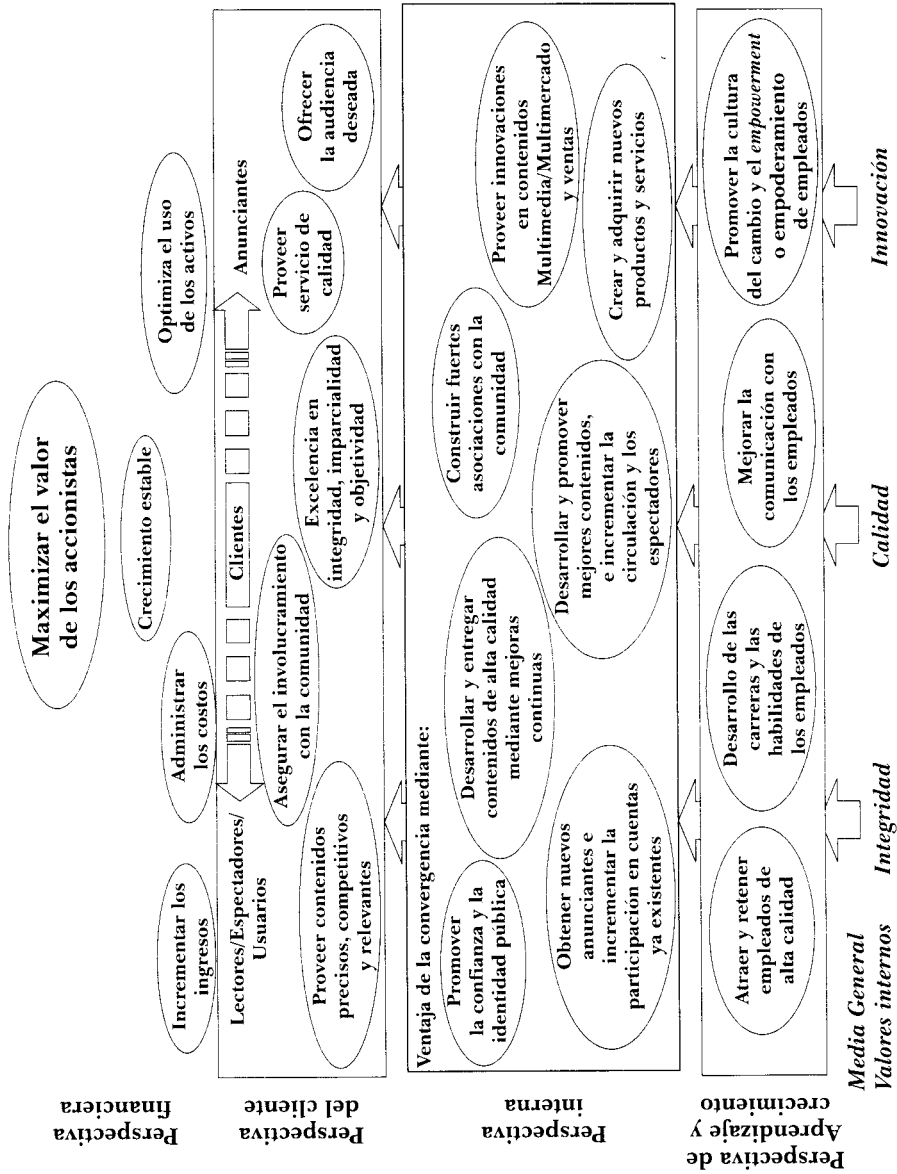 Perspectiva
financiera
Maximizar el valor
de los accionistas
Incrementar los
ingresos
Administrar
los costos
Crecimiento estable
Optimiza el uso
de los activos
Perspectiva
del cliente
Lectores/Espectadores/
Usuarios
Clientes
Anunciantes
Proveer contenidos
precisos, competitivos
y relevantes
Asegurar el involucramiento
con la comunidad
Excelencia en
integridad, imparcialidad
y objetividad
Proveer
servicio de
calidad
Ofrecer
la audiencia
deseada
Perspectiva
interna
Ventaja de la convergencia mediante:
Promover
la confianza y la
identidad pública
Desarrollar y entregar
contenidos de alta calidad
mediante mejoras
continuas
Construir fuertes
asociaciones con la
comunidad
Proveer innovaciones
en contenidos
Multimedia/Multimercado
y ventas
Obtener nuevos
anunciantes e
incrementar la
participación en cuentas
ya existentes
Desarrollar y promover
mejores contenidos,
e incrementar la
circulación y los
espectadores
Crear y adquirir nuevos
productos y servicios
Perspectiva de
Aprendizaje y
crecimiento
Atraer y retener
empleados de
alta calidad
Desarrollo de las
carreras y las
habilidades de
los empleados
Mejorar la
comunicación con
los empleados
Promover la cultura
del cambio y el empowerment
o empoderamiento
de empleados
Media General
Valores internos
Integridad
Calidad
Innovación